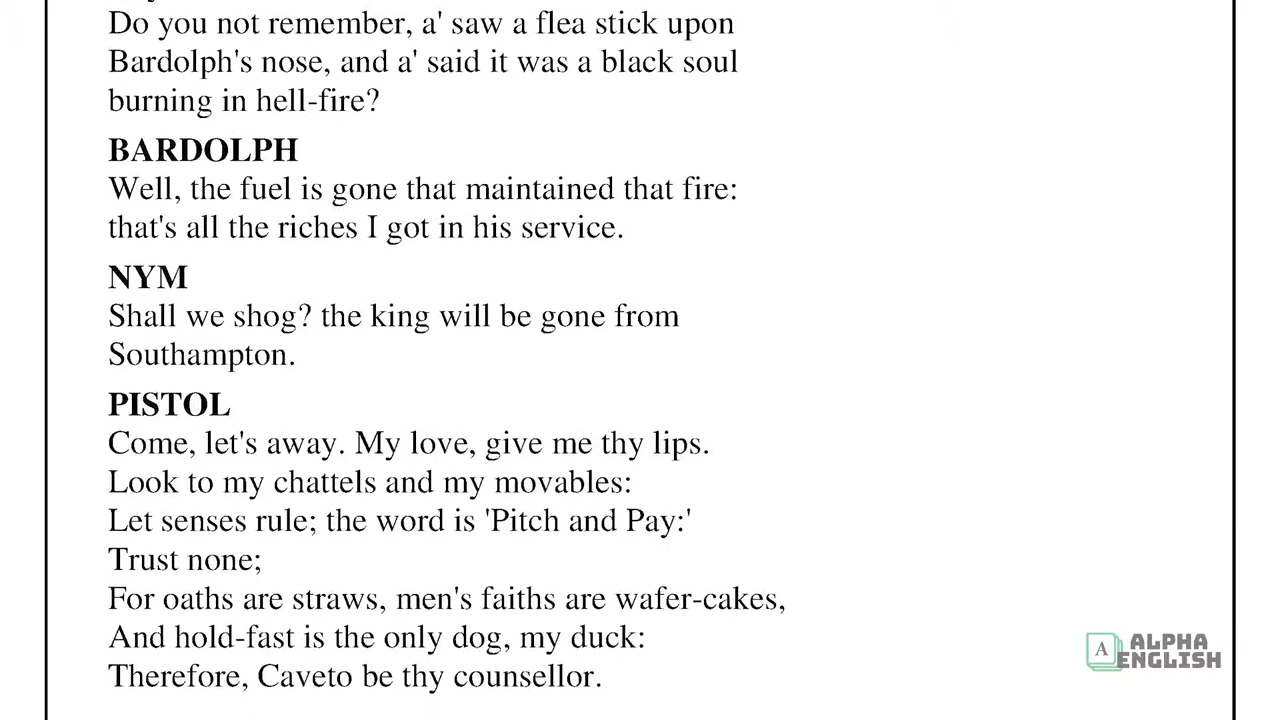 Do you not remember, a' saw a flea stick upon
Bardolph's nose, and a' said it was a black soul
burning in hell-fire?
BARDOLPH
Well, the fuel is gone that maintained that fire:
that's all the riches I got in his service.
NYM
Shall we shog? the king will be gone from
Southampton.
PISTOL
Come, let's away. My love, give me thy lips.
Look to my chattels and my movables:
Let senses rule; the word is 'Pitch and Pay:'
Trust none;
For oaths are straws, men's faiths are wafer-cakes,
And hold-fast is the only dog, my duck:
Therefore, Caveto be thy counsellor.
A ALPHA
ENGLISH